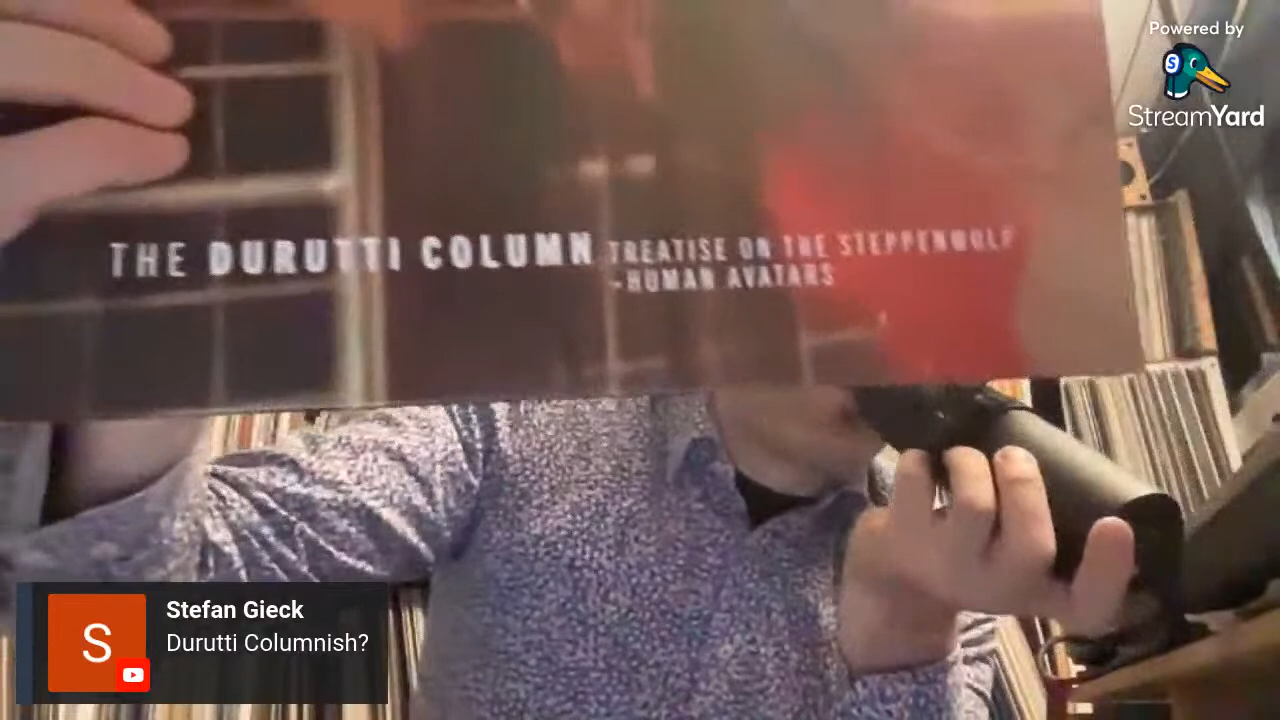 Powered by
S
StreamYard
THE DURUTTI COLUMN TREATISE ON THE STEPPENWOLF
-HUMAN AVATARS
S
Stefan Gieck
Durutti Columnish?